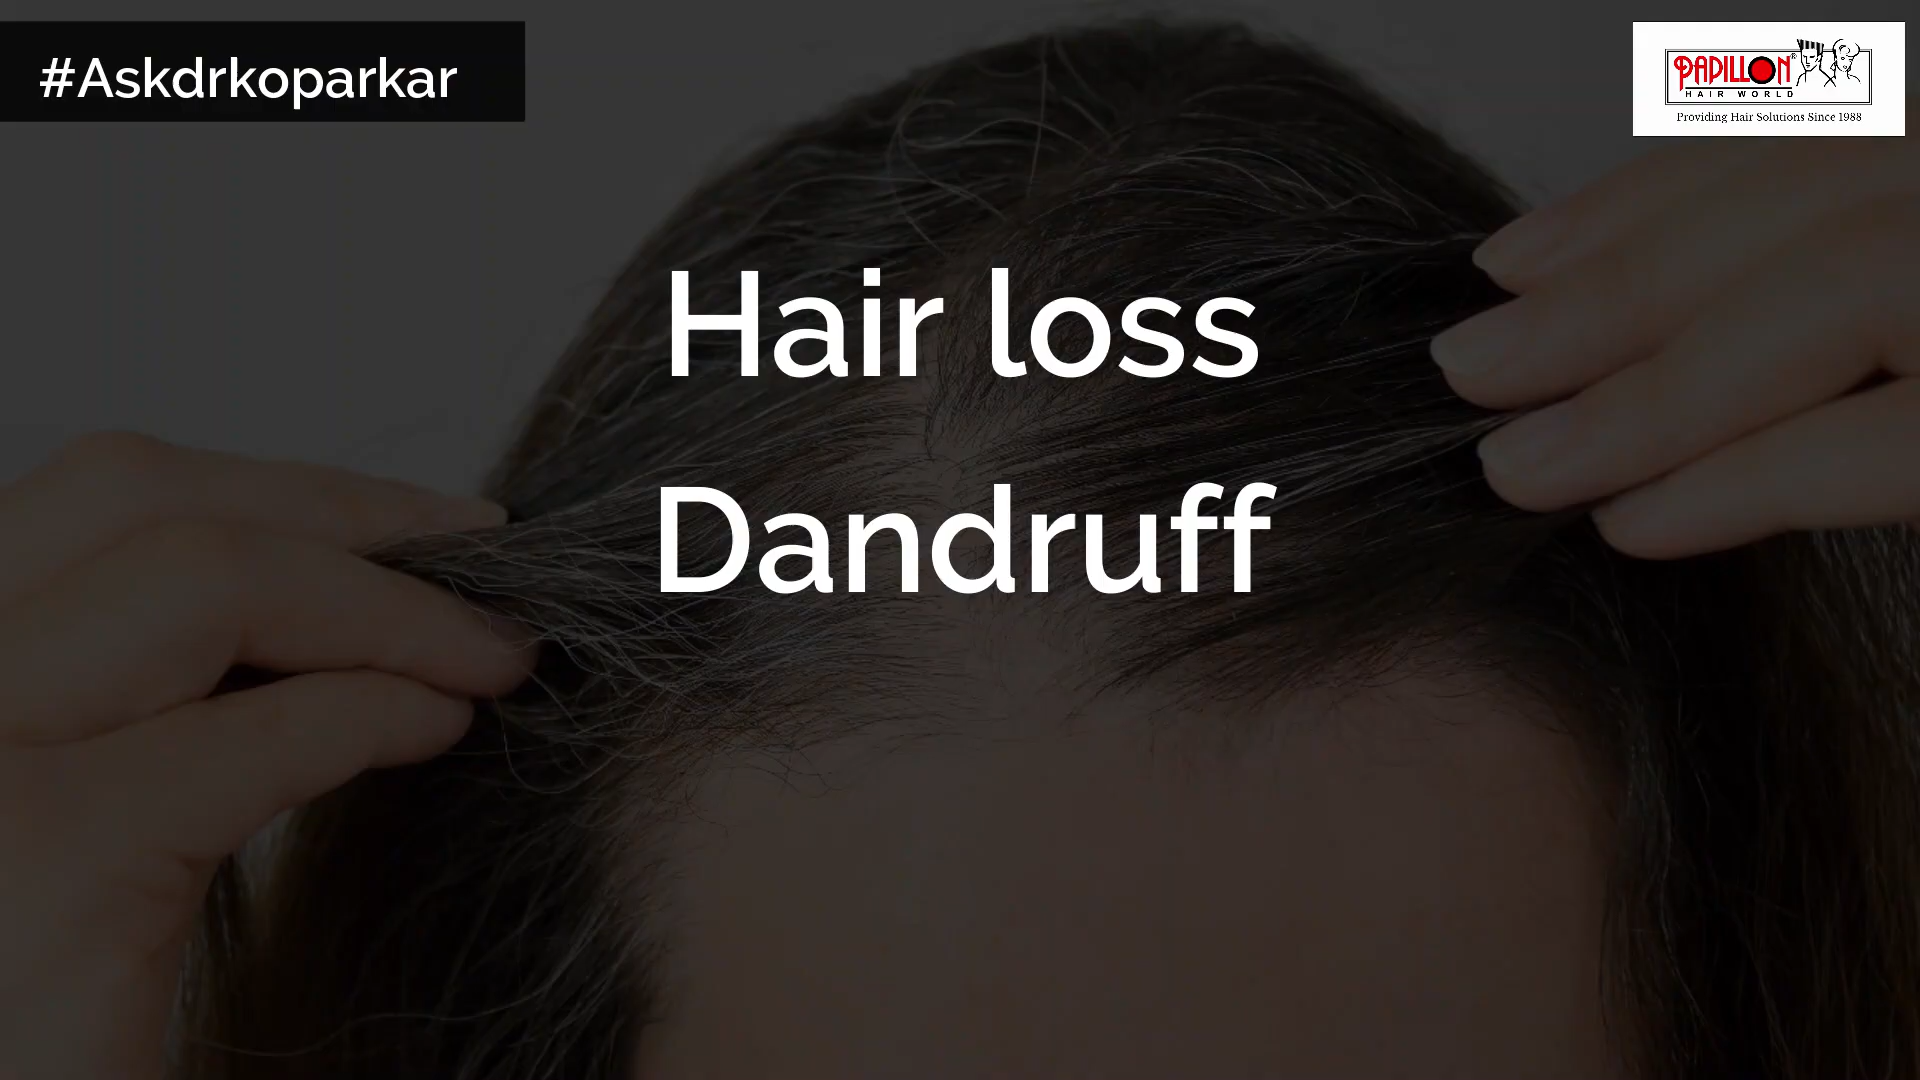 #Askdrkoparkar
PAPILLON
HAIR WORLD
Providing Hair Solutions Since 1988
Hair loss
Dandruff